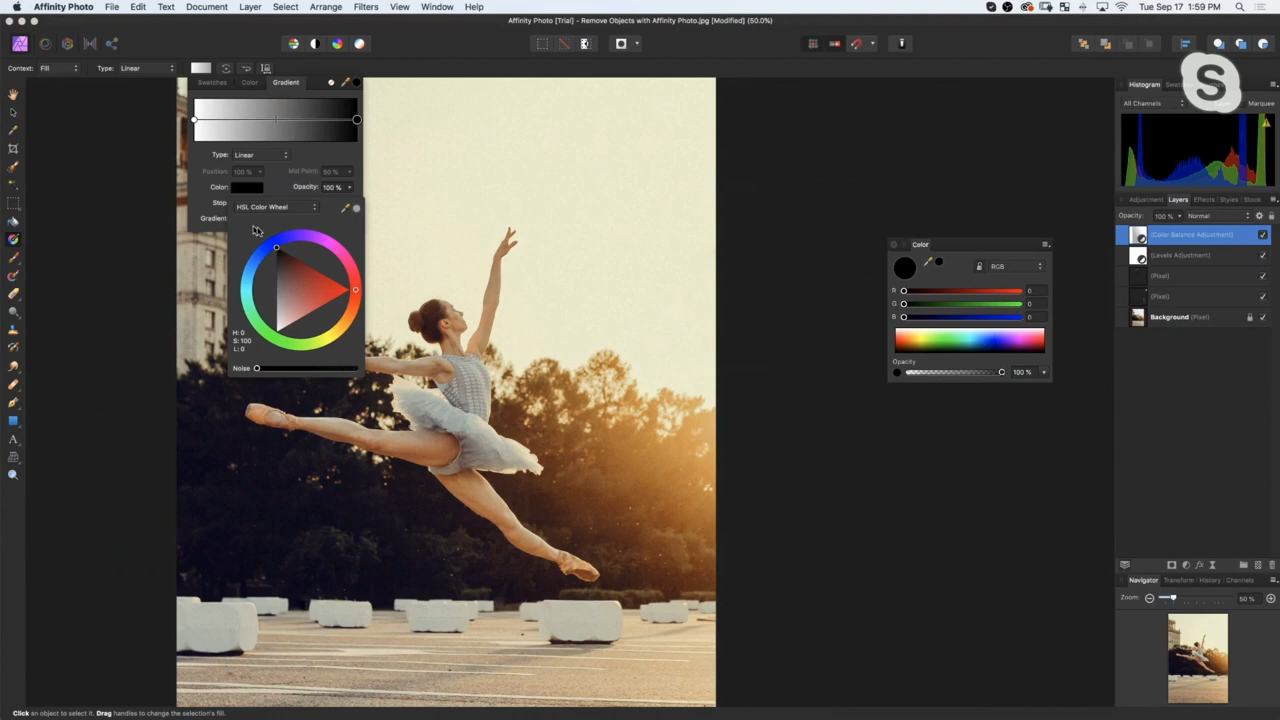 Affinity Photo File Edit Text Document Layer Select Arrange Filters View Window Help
Tue Sep 17 1:59 PM
Affinity Photo [Trial] - Remove Objects with Affinity Photo.jpg [Modified] (50.0%)
Context: Fill Type: Linear
Swatches Color Gradient
Type: Linear
Position: 100 % Mid Point: 50 %
Color: Opacity: 100 %
Stop
Gradient
HSL Color Wheel
H: 0
S: 100
L: 0
Noise
Color
RGB
R 0
G 0
B 0
Opacity
100 %
S
Histogram
All Channels Marquee
Adjustment Layers Effects Styles Stock
Opacity: 100 % Normal
(Color Balance Adjustment)
(Levels Adjustment)
(Pixel)
(Pixel)
Background (Pixel)
Navigator Transform History Channels
Zoom: 50 %
Click an object to select it. Drag handles to change the selection's fill.